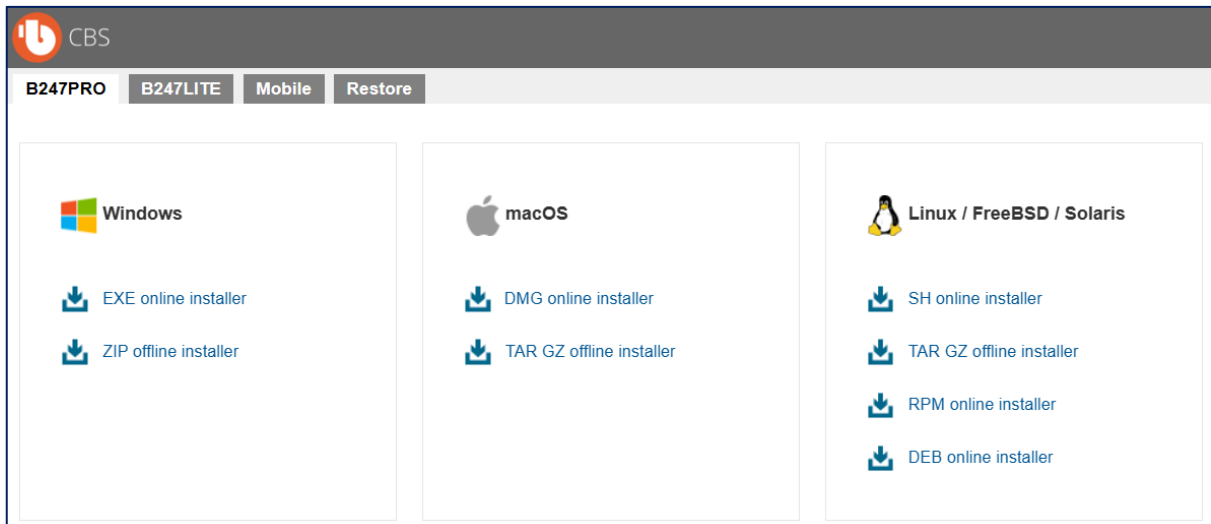 CBS
B247PRO B247LITE Mobile Restore
Windows
EXE online installer
ZIP offline installer
macOS
DMG online installer
TAR GZ offline installer
Linux / FreeBSD / Solaris
SH online installer
TAR GZ offline installer
RPM online installer
DEB online installer